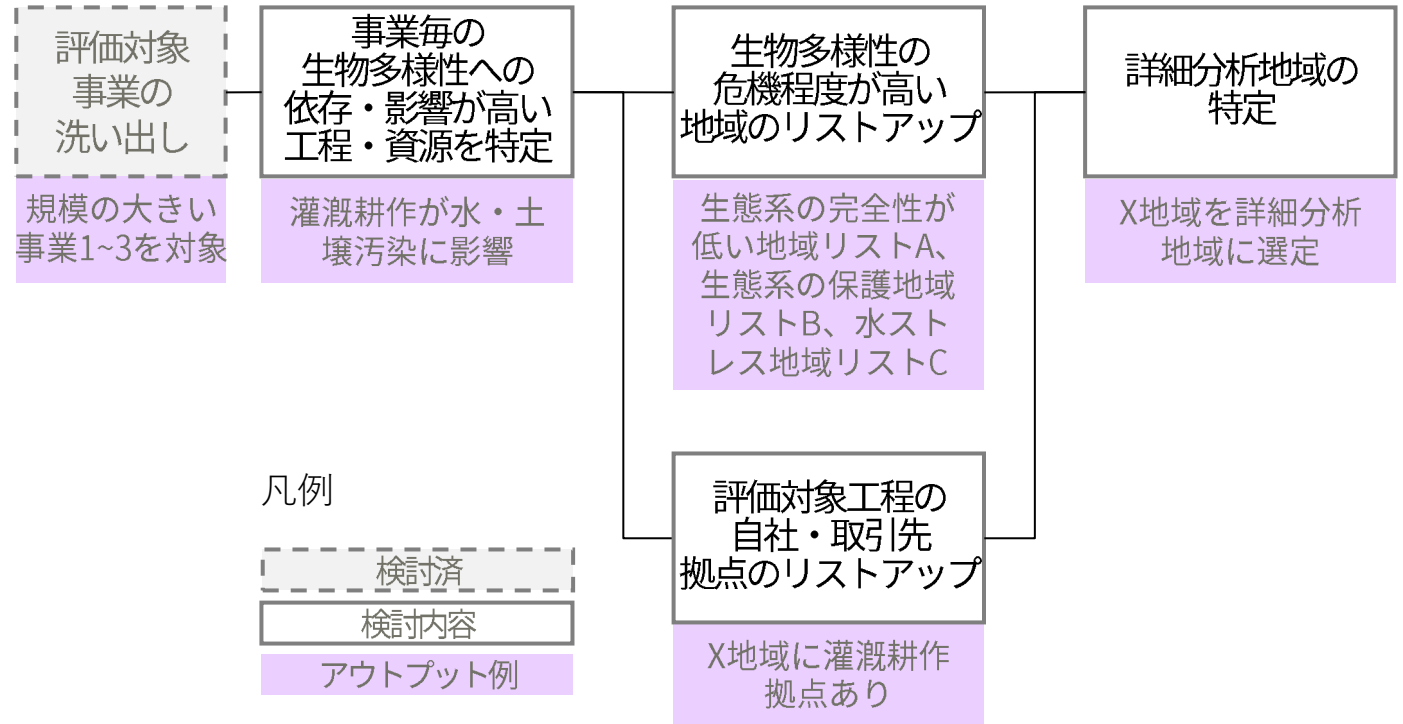 評価対象
事業の
洗い出し
規模の大きい
事業1~3を対象
事業毎の
生物多様性への
依存・影響が高い
工程・資源を特定
灌漑耕作が水・土
壌汚染に影響
生物多様性の
危機程度が高い
地域のリストアップ
生態系の完全性が
低い地域リストA、
生態系の保護地域
リストB、水スト
レス地域リストC
詳細分析地域の
特定
X地域を詳細分析
地域に選定
評価対象工程の
自社・取引先
拠点のリストアップ
X地域に灌漑耕作
拠点あり
凡例
検討済
検討内容
アウトプット例